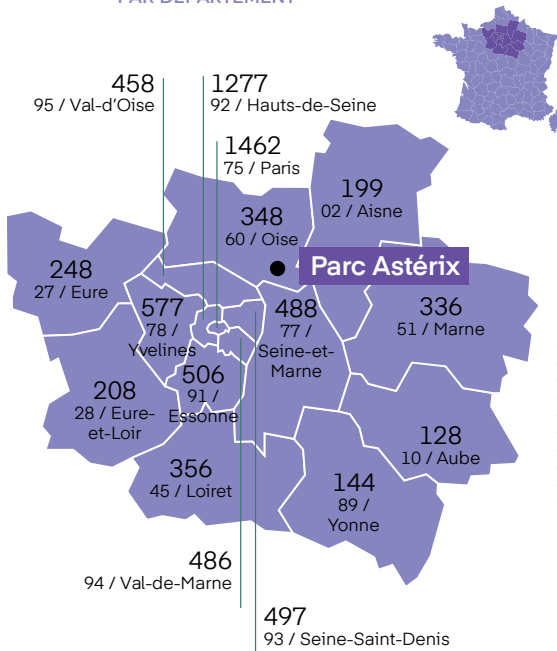 PAR DÉPARTEMENT
458
95 / Val-d'Oise
1277
92 / Hauts-de-Seine
1462
75 / Paris
199
02 / Aisne
348
60 / Oise
Parc Astérix
248
27 / Eure
577
78 /
Yvelines
488
77 /
Seine-et-
Marne
336
51 / Marne
506
91 /
Essonne
208
28 / Eure-
et-Loir
128
10 / Aube
356
45 / Loiret
144
89 /
Yonne
486
94 / Val-de-Marne
497
93 / Seine-Saint-Denis